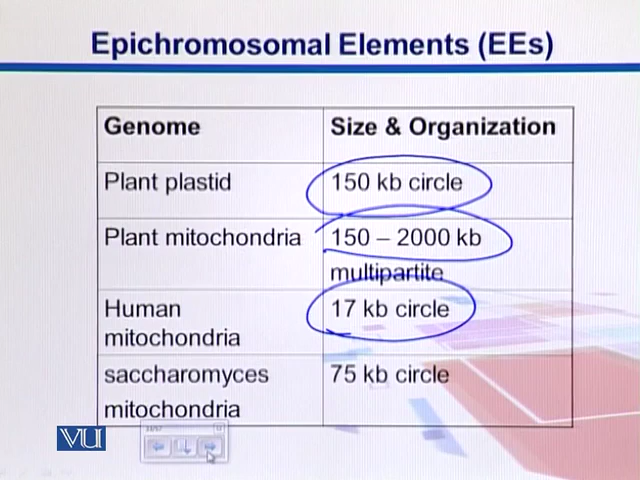 Epichromosomal Elements (EEs)
Genome
Size & Organization
Plant plastid
150 kb circle
Plant mitochondria
150 – 2000 kb
multipartite
Human
mitochondria
17 kb circle
saccharomyces
mitochondria
75 kb circle
VU